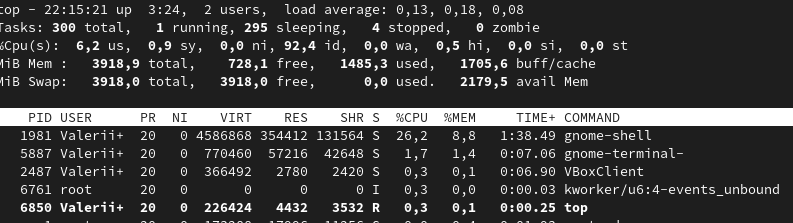 top - 22:15:21 up  3:24,  2 users,  load average: 0,13, 0,18, 0,08
Tasks: 300 total,   1 running, 295 sleeping,   4 stopped,   0 zombie
%Cpu(s):  6,2 us,  0,9 sy,  0,0 ni, 92,4 id,  0,0 wa,  0,5 hi,  0,0 si,  0,0 st
MiB Mem :   3918,9 total,    728,1 free,   1485,3 used,   1705,6 buff/cache
MiB Swap:   3918,0 total,   3918,0 free,      0,0 used.   2179,5 avail Mem
PID USER      PR  NI    VIRT    RES    SHR S  %CPU  %MEM     TIME+ COMMAND
1981 Valerii+  20   0 4586868 354412 131564 S  26,2   8,8   1:38.49 gnome-shell
5887 Valerii+  20   0  770460  57216  42648 S   1,7   1,4   0:07.06 gnome-terminal-
2487 Valerii+  20   0  366492   2780   2420 S   0,3   0,1   0:06.90 VBoxClient
6761 root      20   0       0      0      0 I   0,3   0,0   0:00.03 kworker/u6:4-events_unbound
6850 Valerii+  20   0  226424   4432   3532 R   0,3   0,1   0:00.25 top